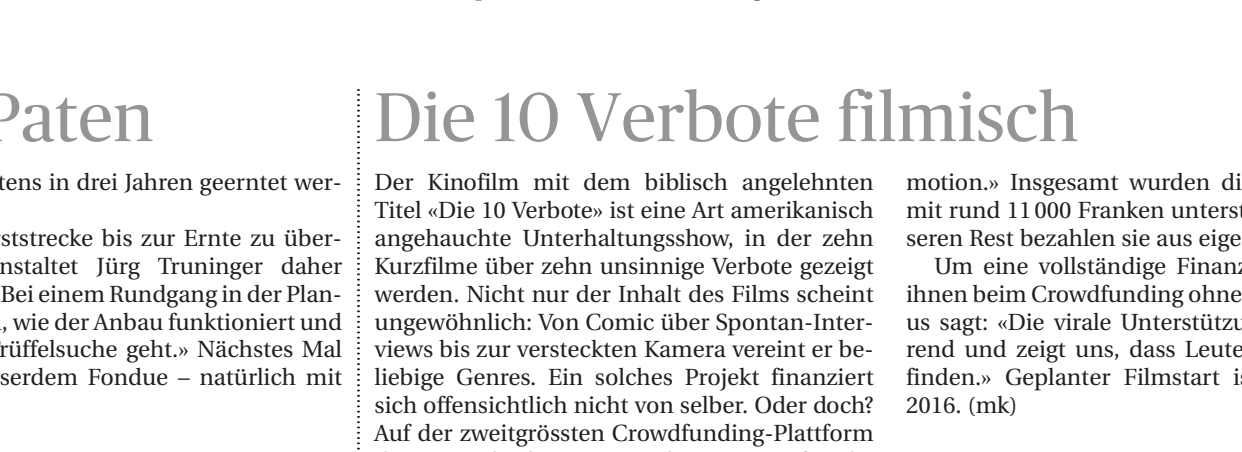 Paten
tens in drei Jahren geerntet wer-
zur Ernte zu über-
Jürg Truninger daher
Bei einem Rundgang in der Plan-
wie der Anbau funktioniert und
geht.» Nächstes Mal
Fondue – natürlich mit
Die 10 Verbote filmisch
Der Kinofilm mit dem biblisch angelehnten
Titel «Die 10 Verbote» ist eine Art amerikanisch
angehauchte Unterhaltungsshow, in der zehn
Kurzfilme über zehn unsinnige Verbote gezeigt
werden. Nicht nur der Inhalt des Films scheint
ungewöhnlich: Von Comic über Spontan-Inter-
views bis zur versteckten Kamera vereint er be-
liebige Genres. Ein solches Projekt finanziert
sich offensichtlich nicht von selber. Oder doch?
Auf der zweitgrössten Crowdfunding-Plattform
motion.» Insgesamt wurden di
mit rund 11 000 Franken unterst
seren Rest bezahlen sie aus eige
Um eine vollständige Finanz
ihnen beim Crowdfunding ohne
us sagt: «Die virale Unterstützu
rend und zeigt uns, dass Leute
finden.» Geplanter Filmstart is
2016. (mk)